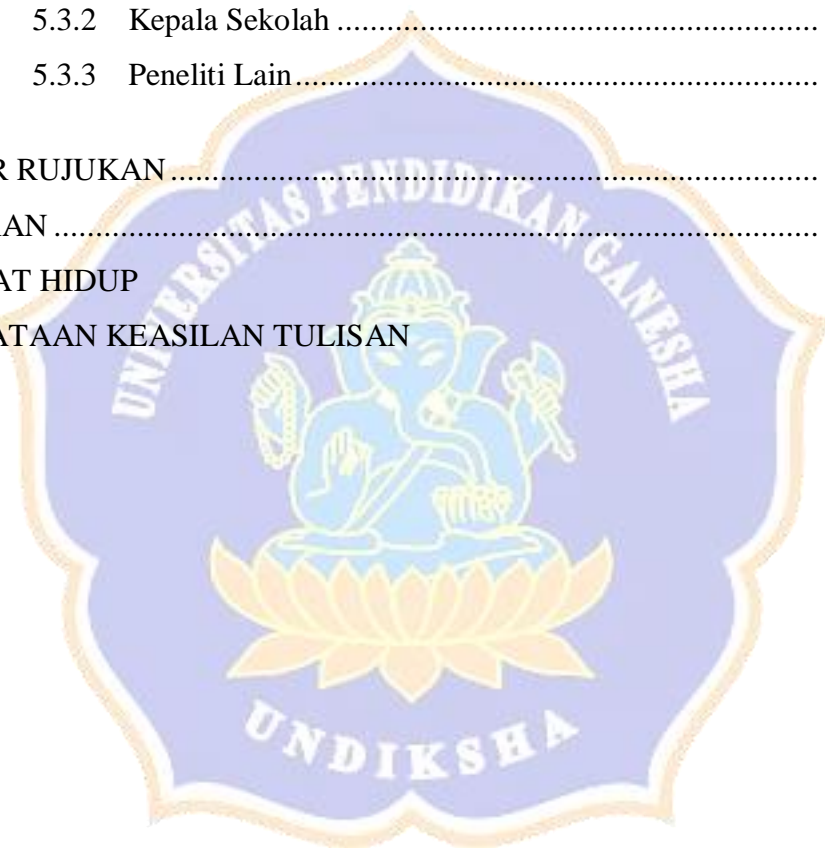 5.3.2 Kepala Sekolah ........................................................
5.3.3 Peneliti Lain ............................................................
R RUJUKAN ...........................................................................
RAN ........................................................................................
AT HIDUP
ATAAN KEASILAN TULISAN
UNIVERSITAS PENDIDIKAN GANESHA
UNDIKSHA